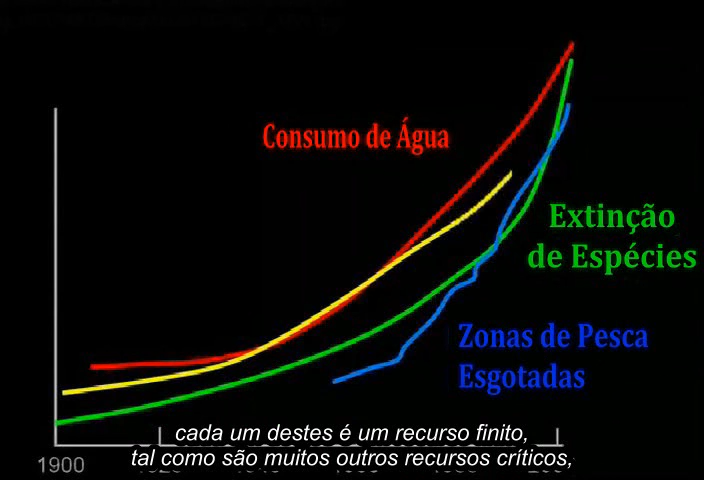 Consumo de Água
Extinção
de Espécies
Zonas de Pesca
Esgotadas
cada um destes é um recurso finito,
tal como são muitos outros recursos críticos,
1900